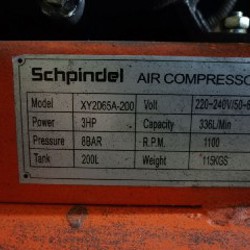 Schpindel AIR COMPRESSO
Model XY2065A-200 Volt 220-240V/50-6
Power 3HP Capacity 336L/Min
Pressure 8BAR R.P.M. 1100
Tank 200L Weight 115KGS